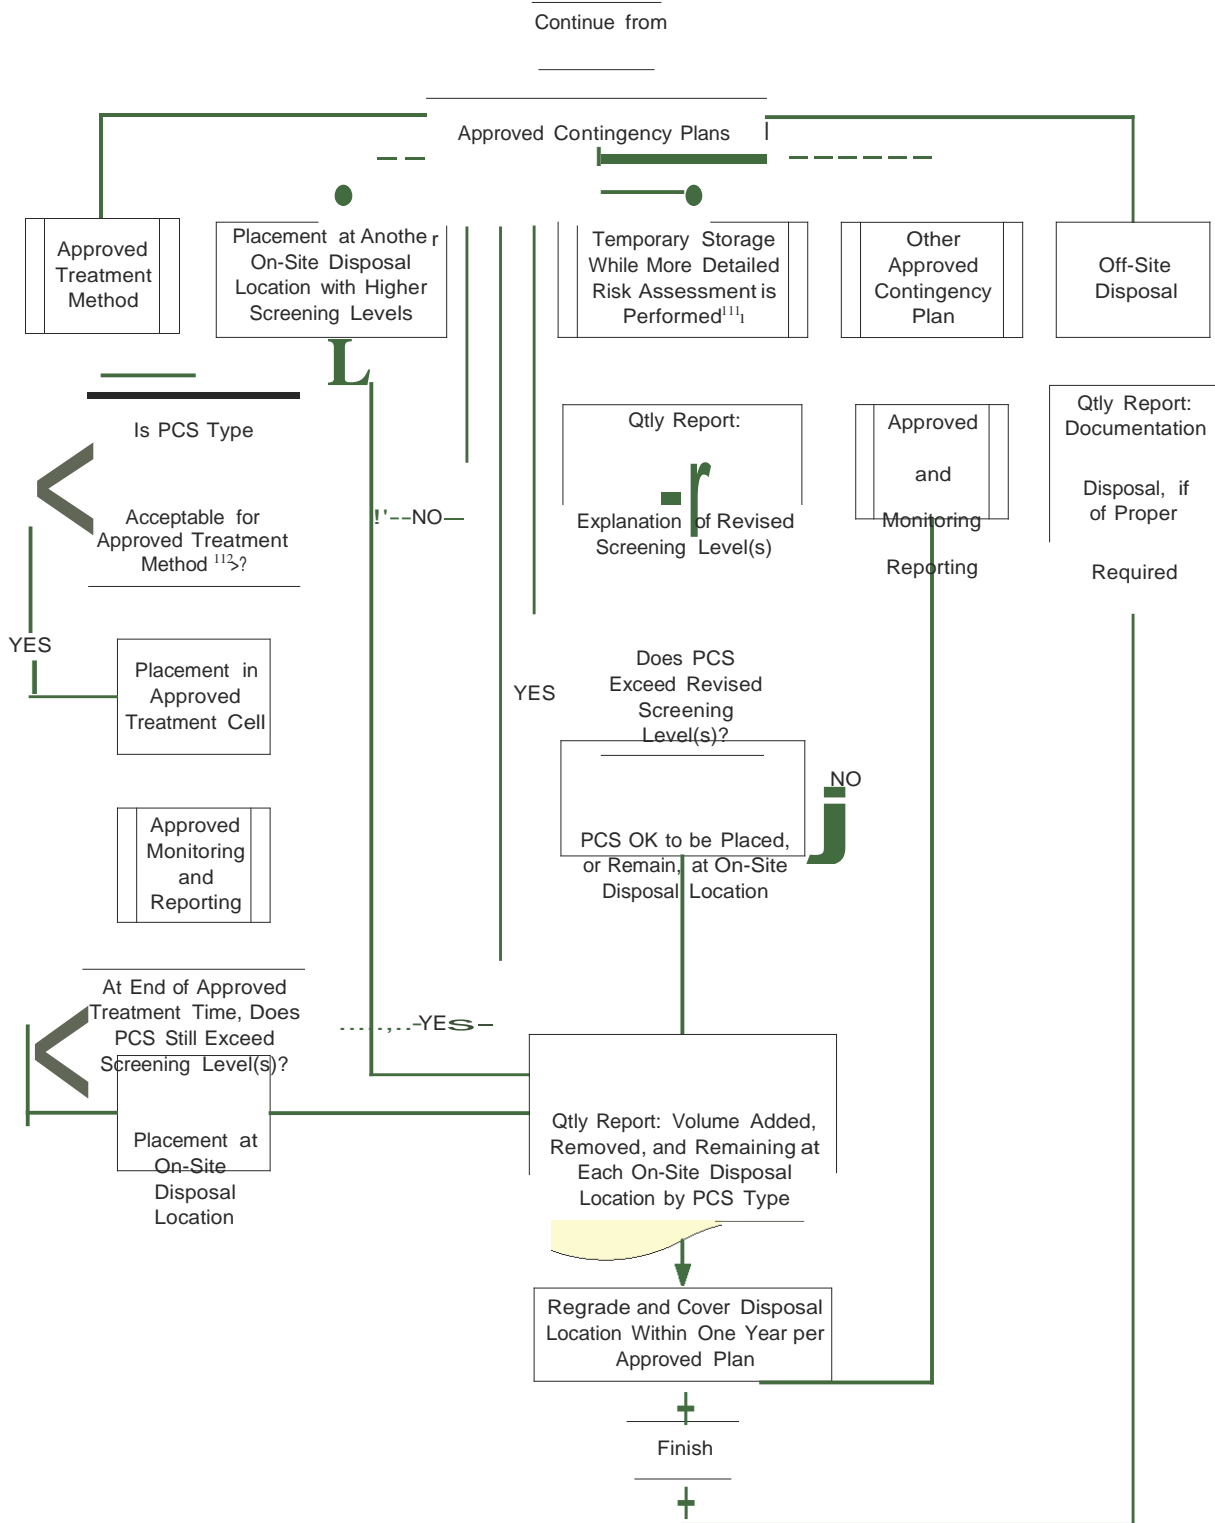 Continue from
Approved Contingency Plans
Approved
Treatment
Method
Placement at Another
On-Site Disposal
Location with Higher
Screening Levels
Temporary Storage
While More Detailed
Risk Assessment is
Performed111,
Other
Approved
Contingency
Plan
Off-Site
Disposal
Is PCS Type
Acceptable for
Approved Treatment
Method 112>?
!'--NO—
Qtly Report:
Explanation of Revised
Screening Level(s)
Approved
and
Monitoring
Reporting
Qtly Report:
Documentation
Disposal, if
of Proper
Required
YES
Placement in
Approved
Treatment Cell
YES
Does PCS
Exceed Revised
Screening
Level(s)?
NO
PCS OK to be Placed,
or Remain, at On-Site
Disposal Location
Approved
Monitoring
and
Reporting
At End of Approved
Treatment Time, Does
PCS Still Exceed
Screening Level(s)?
YES–
Placement at
On-Site
Disposal
Location
Qtly Report: Volume Added,
Removed, and Remaining at
Each On-Site Disposal
Location by PCS Type
Regrade and Cover Disposal
Location Within One Year per
Approved Plan
Finish